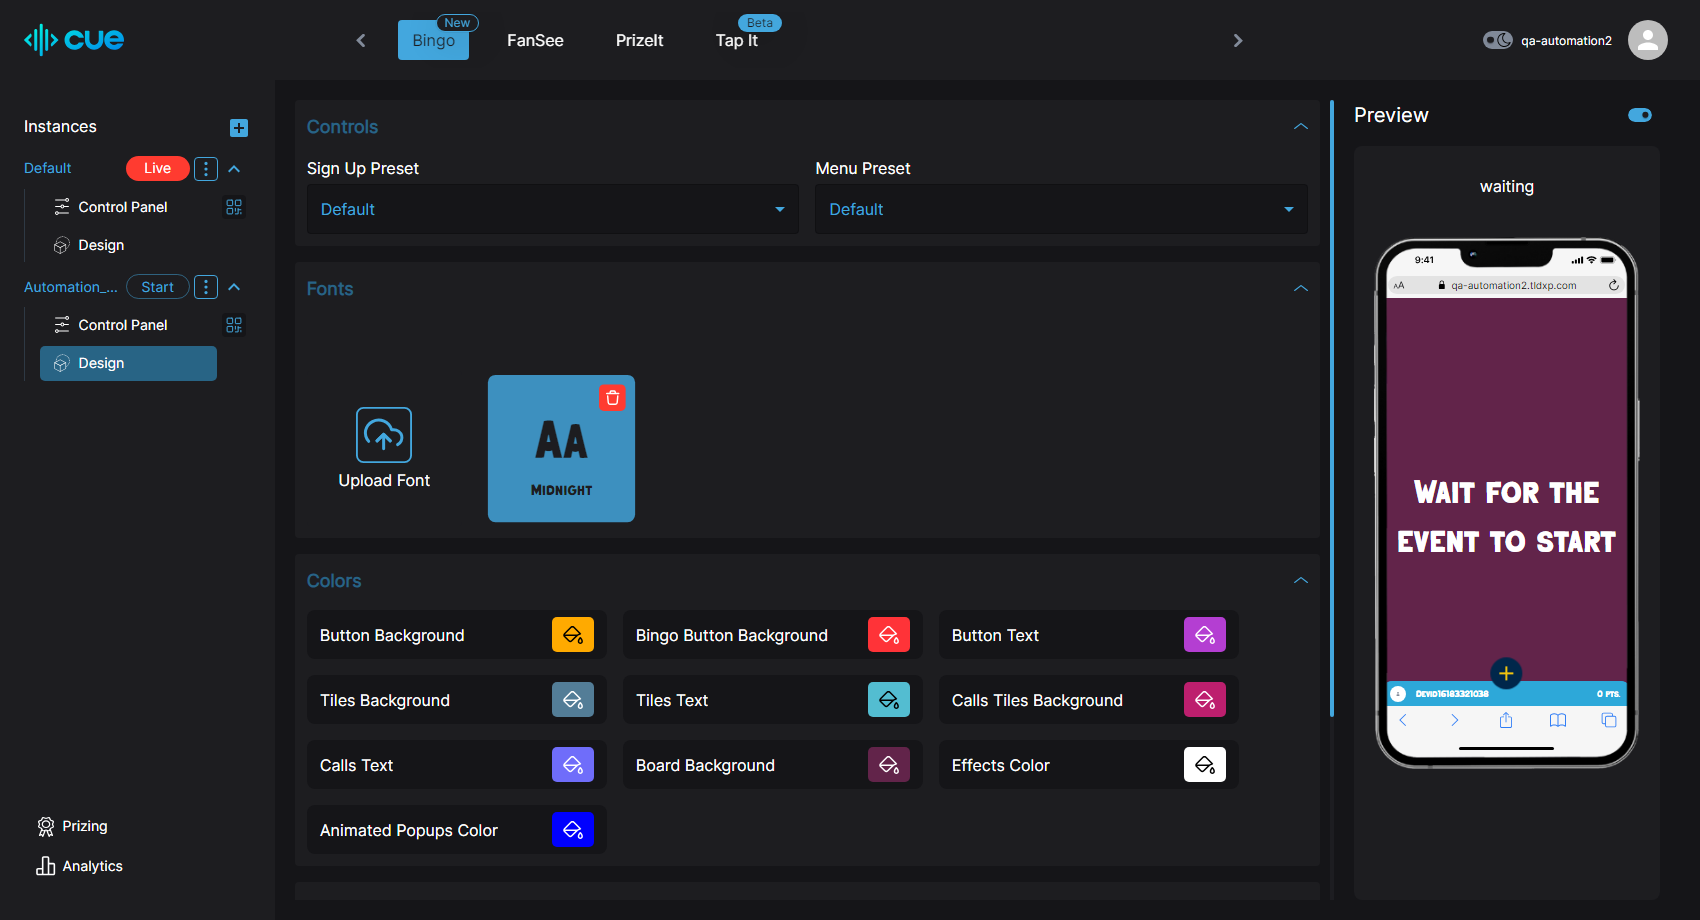 cue
Bingo
New
FanSee
PrizeIt
Tap It
Beta
qa-automation2
Instances
Default
Live
Control Panel
Design
Automation_...
Start
Control Panel
Design
Prizing
Analytics
Controls
Sign Up Preset
Menu Preset
Default
Default
Fonts
Upload Font
AA
MIDNIGHT
Colors
Button Background
Bingo Button Background
Button Text
Tiles Background
Tiles Text
Calls Tiles Background
Calls Text
Board Background
Effects Color
Animated Popups Color
Preview
waiting
9:41
AA
qa-automation2.tldxp.com
WAIT FOR THE
EVENT TO START
0 PTS.